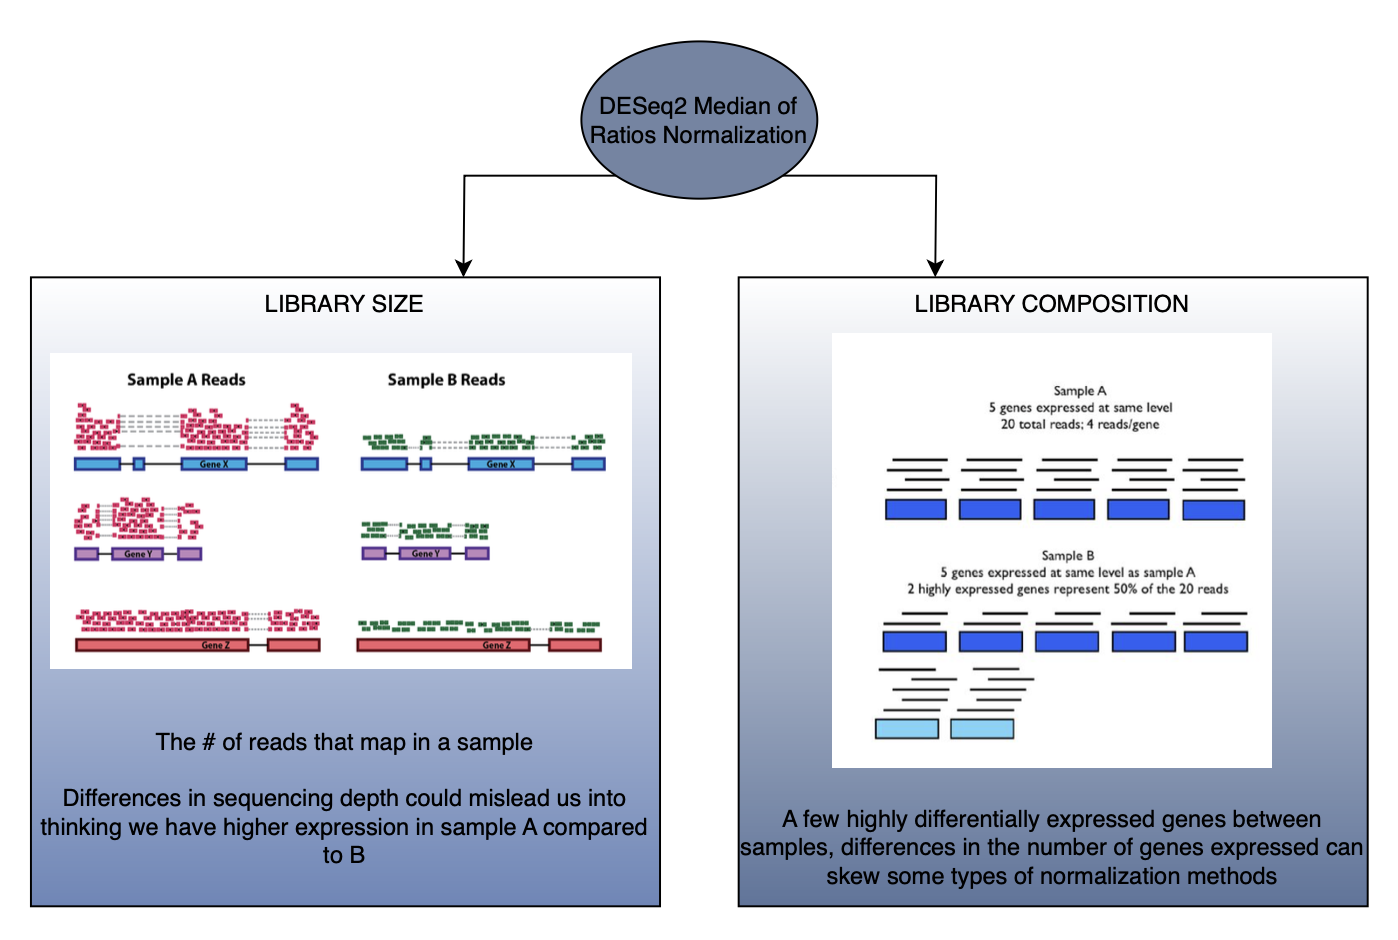 DESeq2 Median of
Ratios Normalization
LIBRARY SIZE
Sample A Reads
Sample B Reads
Gene X
Gene X
Gene Y
Gene Y
Gene Z
Gene Z
The # of reads that map in a sample
Differences in sequencing depth could mislead us into
thinking we have higher expression in sample A compared
to B
LIBRARY COMPOSITION
Sample A
5 genes expressed at same level
20 total reads; 4 reads/gene
Sample B
5 genes expressed at same level as sample A
2 highly expressed genes represent 50% of the 20 reads
A few highly differentially expressed genes between
samples, differences in the number of genes expressed can
skew some types of normalization methods